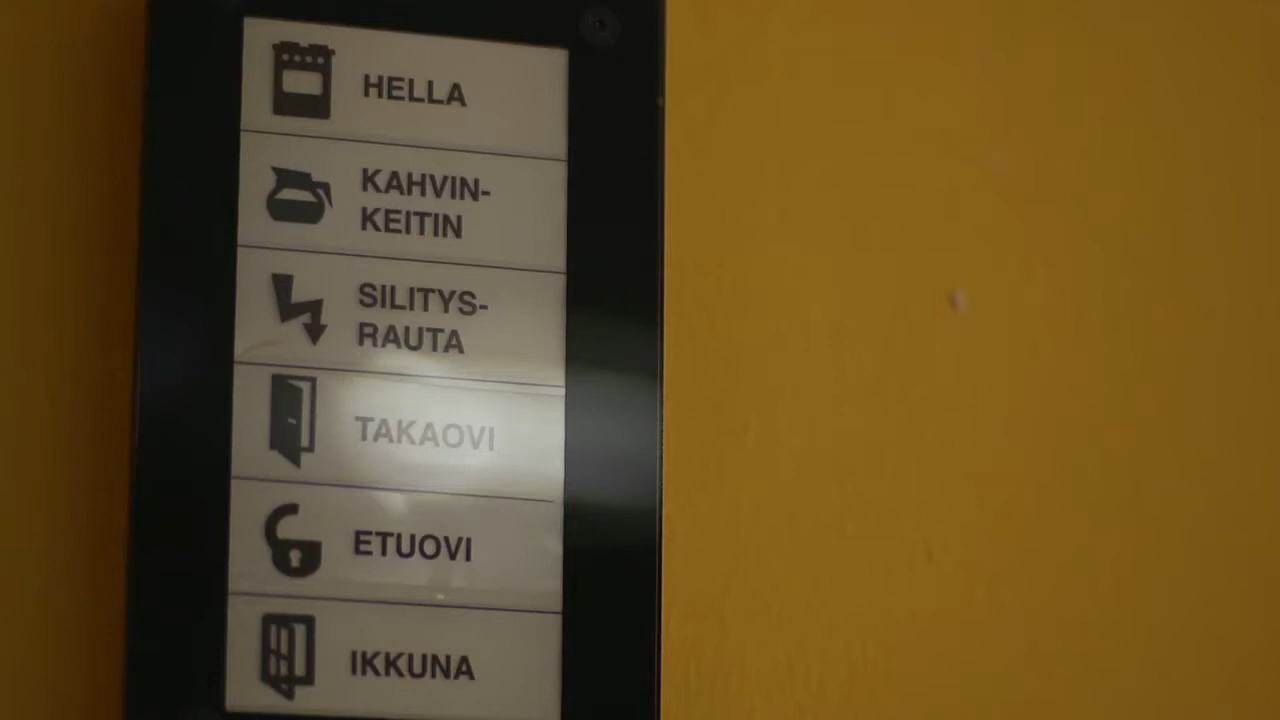 HELLA
KAHVIN-
KEITIN
SILITYS-
RAUTA
TAKAOVI
ETUOVI
IKKUNA